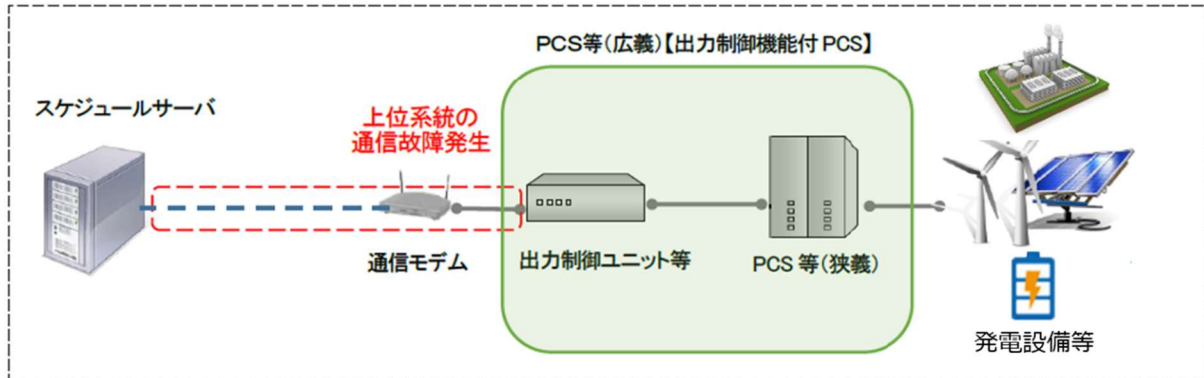 PCS等(広義)【出力制御機能付 PCS】
スケジュールサーバ
上位系統の
通信故障発生
通信モデム
出力制御ユニット等
PCS 等(狭義)
発電設備等